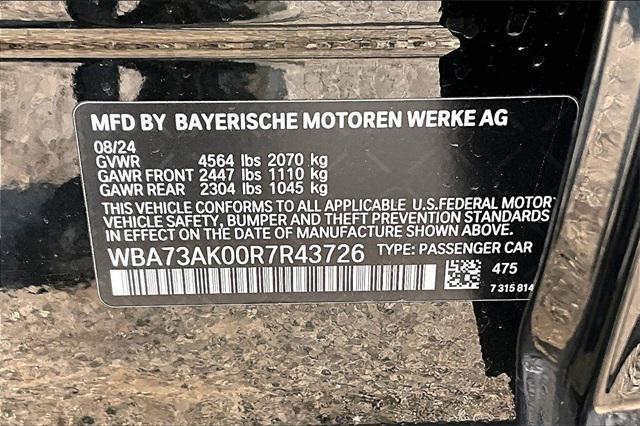 MFD BY BAYERISCHE MOTOREN WERKE AG
08/24
GVWR 4564 lbs 2070 kg
GAWR FRONT 2447 lbs 1110 kg
GAWR REAR 2304 lbs 1045 kg
THIS VEHICLE CONFORMS TO ALL APPLICABLE U.S.FEDERAL MOTOR
VEHICLE SAFETY, BUMPER AND THEFT PREVENTION STANDARDS
IN EFFECT ON THE DATE OF MANUFACTURE SHOWN ABOVE.
WBA73AK00R7R43726 TYPE: PASSENGER CAR
475
7 315 814